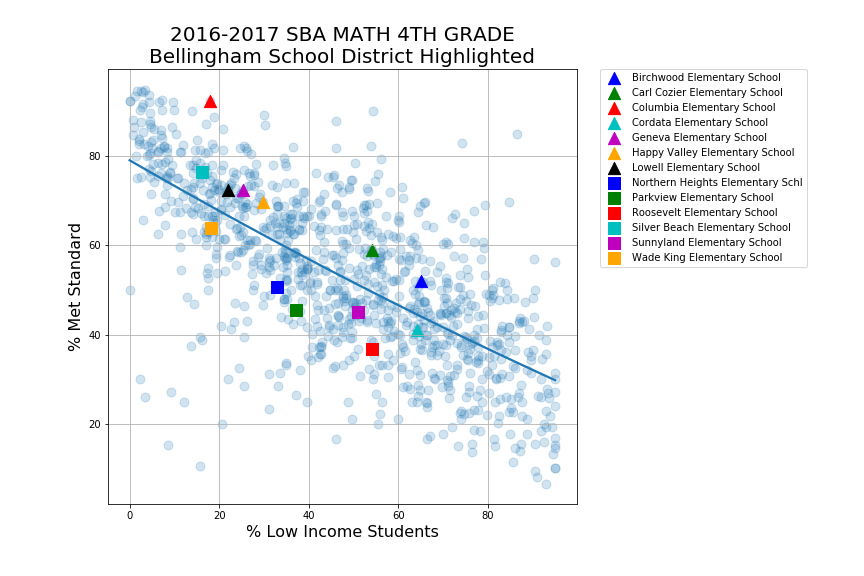 2016-2017 SBA MATH 4TH GRADE
Bellingham School District Highlighted
% Met Standard
80
60
40
20
0
20
40
60
80
% Low Income Students
Birchwood Elementary School
Carl Cozier Elementary School
Columbia Elementary School
Cordata Elementary School
Geneva Elementary School
Happy Valley Elementary School
Lowell Elementary School
Northern Heights Elementary Schl
Parkview Elementary School
Roosevelt Elementary School
Silver Beach Elementary School
Sunnyland Elementary School
Wade King Elementary School